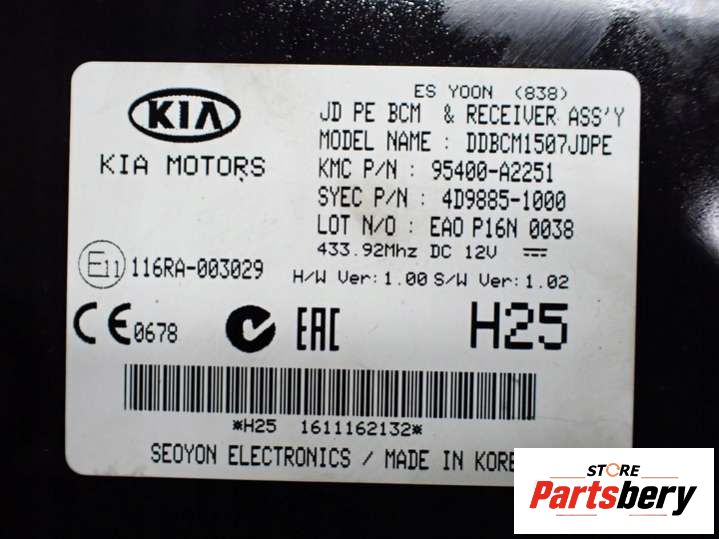 ES YOON (838)
KIA
JD PE BCM & RECEIVER ASS'Y
MODEL NAME : DDBCM1507JDPE
KIA MOTORS
KMC P/N : 95400-A2251
SYEC P/N : 4D9885-1000
LOT N/O : EAO P16N 0038
433.92Mhz DC 12V
E11 116RA-003029
H/W Ver:1.00 S/W Ver:1.02
CE 0678
EAC
H25
*H25 1611162132*
SEOYON ELECTRONICS / MADE IN KORE
STORE
Partsbery